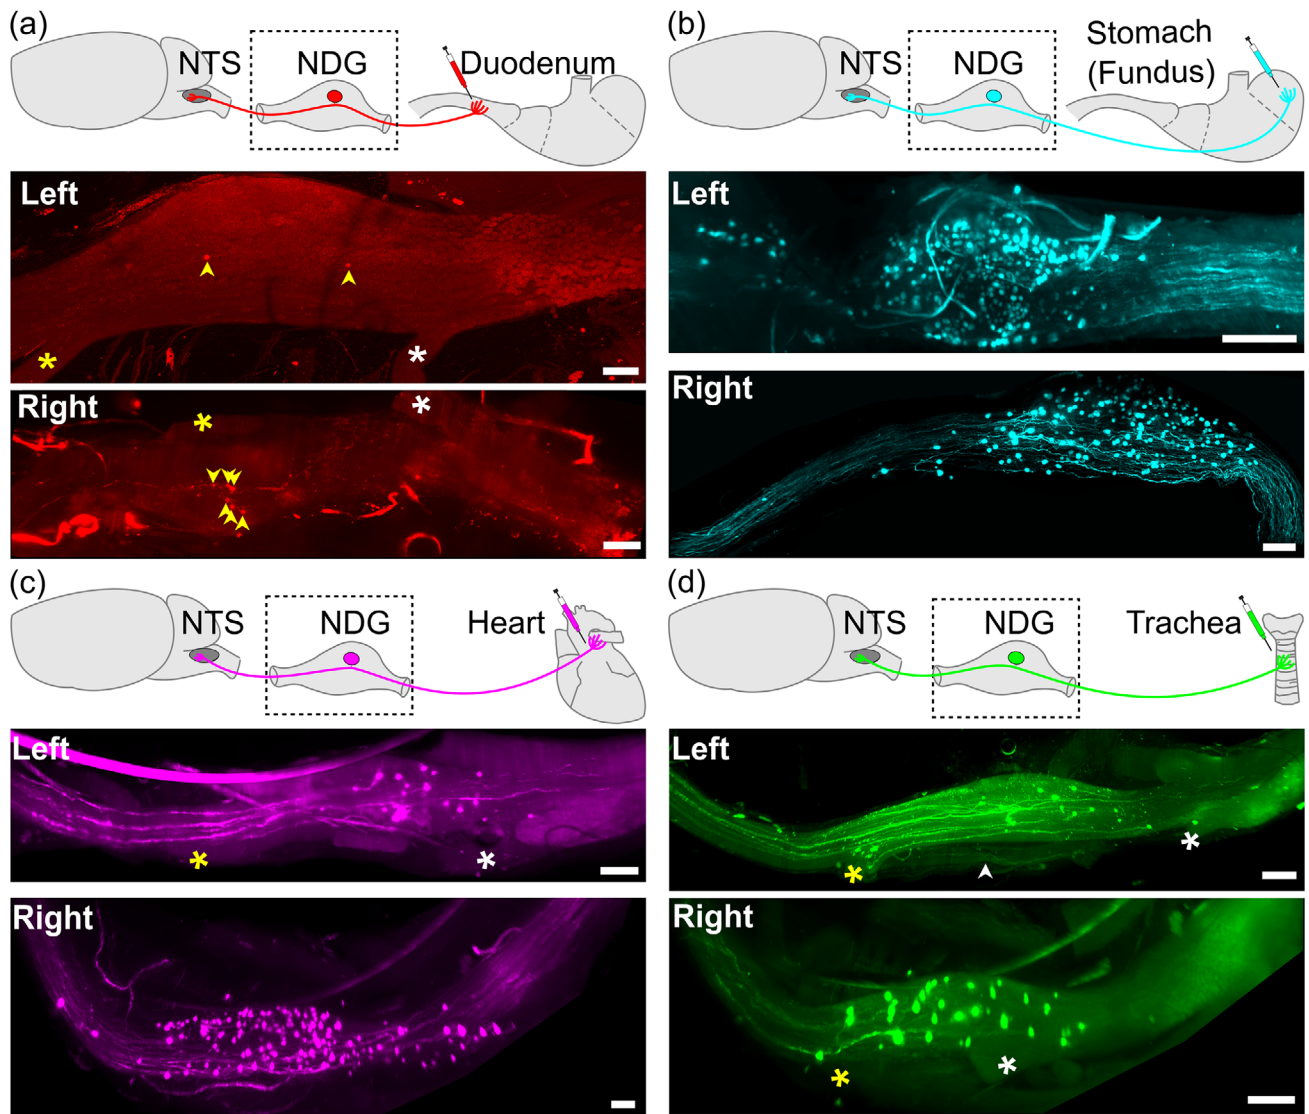 (a)
NTS
NDG
Duodenum
Left
*
*
Right
*
*
(b)
NTS
NDG
Stomach
(Fundus)
Left
Right
(c)
NTS
NDG
Heart
Left
*
*
Right
(d)
NTS
NDG
Trachea
Left
*
*
Right
*
*